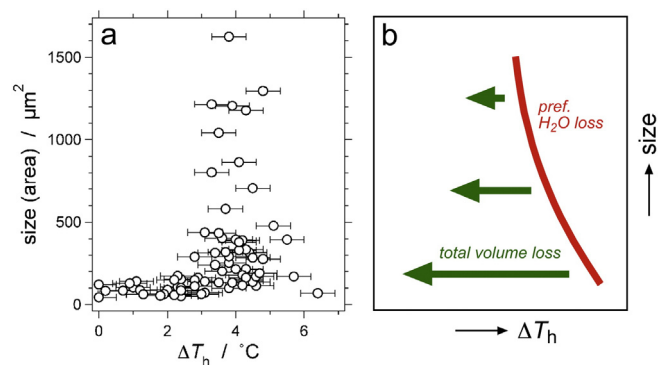 a
size (area) / μm²
1500
1000
500
0
0
2
4
6
ΔTh / °C
b
pref.
H₂O loss
total volume loss
→ size
→ ΔTh